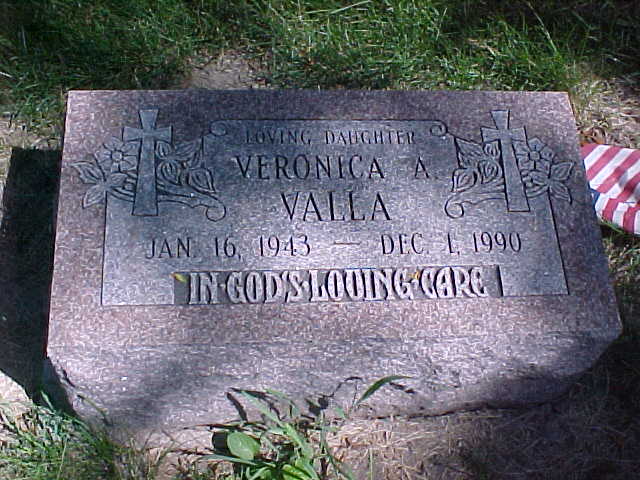 LOVING DAUGHTER
VERONICA A.
VALLA
JAN. 16, 1943 — DEC. 1, 1990
IN·GOD'S·LOVING·CARE